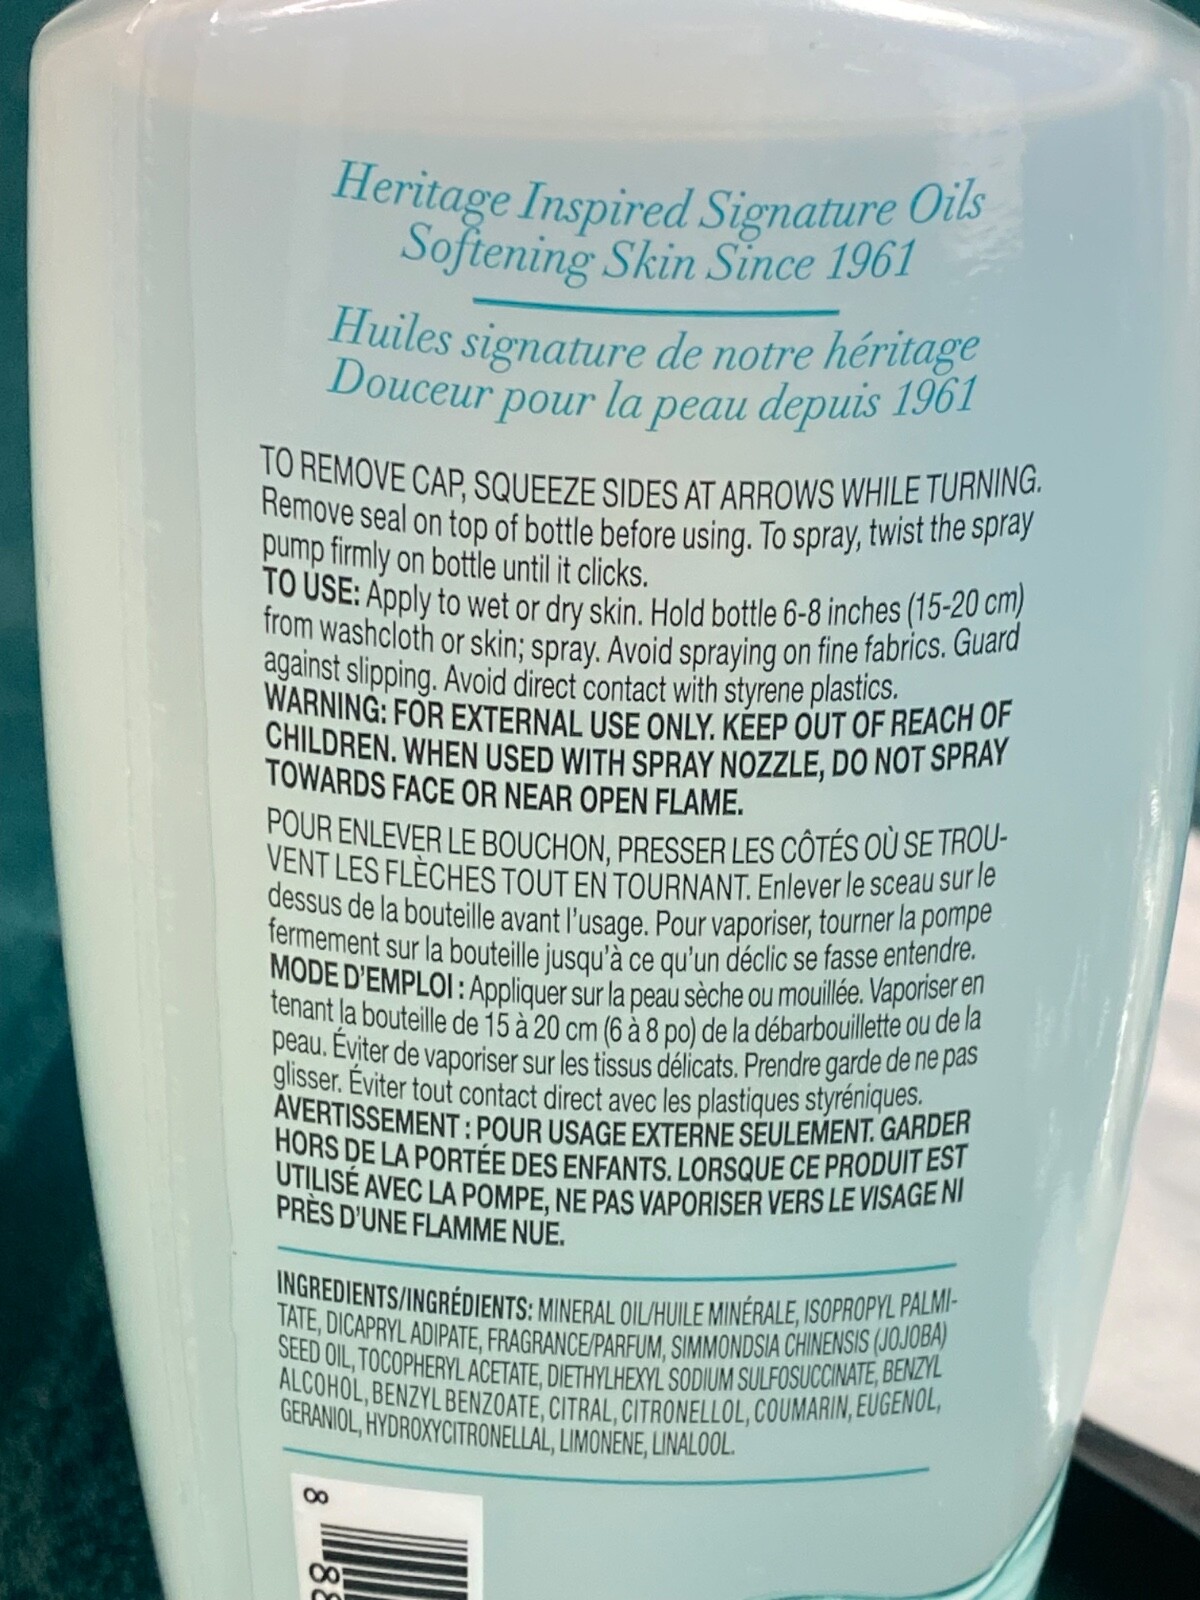 Heritage Inspired Signature Oils
Softening Skin Since 1961
Huiles signature de notre héritage
Douceur pour la peau depuis 1961
TO REMOVE CAP, SQUEEZE SIDES AT ARROWS WHILE TURNING.
Remove seal on top of bottle before using. To spray, twist the spray
pump firmly on bottle until it clicks.
TO USE: Apply to wet or dry skin. Hold bottle 6-8 inches (15-20 cm)
from washcloth or skin; spray. Avoid spraying on fine fabrics. Guard
against slipping. Avoid direct contact with styrene plastics.
WARNING: FOR EXTERNAL USE ONLY. KEEP OUT OF REACH OF
CHILDREN. WHEN USED WITH SPRAY NOZZLE, DO NOT SPRAY
TOWARDS FACE OR NEAR OPEN FLAME.
POUR ENLEVER LE BOUCHON, PRESSER LES CÔTÉS OÙ SE TROU-
VENT LES FLÈCHES TOUT EN TOURNANT. Enlever le sceau sur le
dessus de la bouteille avant l'usage. Pour vaporiser, tourner la pompe
fermement sur la bouteille jusqu'à ce qu'un déclic se fasse entendre.
MODE D'EMPLOI : Appliquer sur la peau sèche ou mouillée. Vaporiser en
tenant la bouteille de 15 à 20 cm (6 à 8 po) de la débarbouillette ou de la
peau. Éviter de vaporiser sur les tissus délicats. Prendre garde de ne pas
glisser. Éviter tout contact direct avec les plastiques styréniques.
AVERTISSEMENT : POUR USAGE EXTERNE SEULEMENT. GARDER
HORS DE LA PORTÉE DES ENFANTS. LORSQUE CE PRODUIT EST
UTILISÉ AVEC LA POMPE, NE PAS VAPORISER VERS LE VISAGE NI
PRÈS D'UNE FLAMME NUE.
INGREDIENTS/INGRÉDIENTS: MINERAL OIL/HUILE MINÉRALE, ISOPROPYL PALMI-
TATE, DICAPRYL ADIPATE, FRAGRANCE/PARFUM, SIMMONDSIA CHINENSIS (JOJOBA)
SEED OIL, TOCOPHERYL ACETATE, DIETHYLHEXYL SODIUM SULFOSUCCINATE, BENZYL
ALCOHOL, BENZYL BENZOATE, CITRAL, CITRONELLOL, COUMARIN, EUGENOL,
GERANIOL, HYDROXYCITRONELLAL, LIMONENE, LINALOOL.
8
8